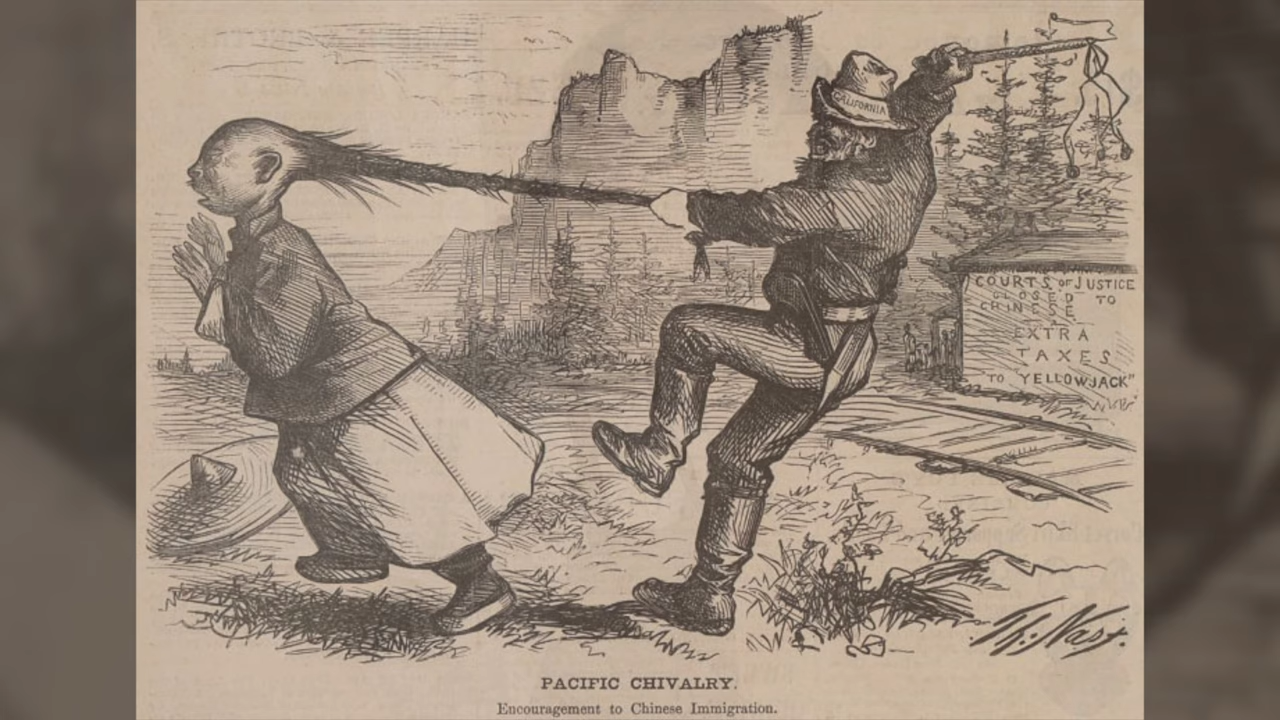 CALIFORNIA
COURTS OF JUSTICE
CLOSED TO
CHINESE
EXTRA
TAXES
TO "YELLOWJACK"
Th: Nast.
PACIFIC CHIVALRY.
Encouragement to Chinese Immigration.